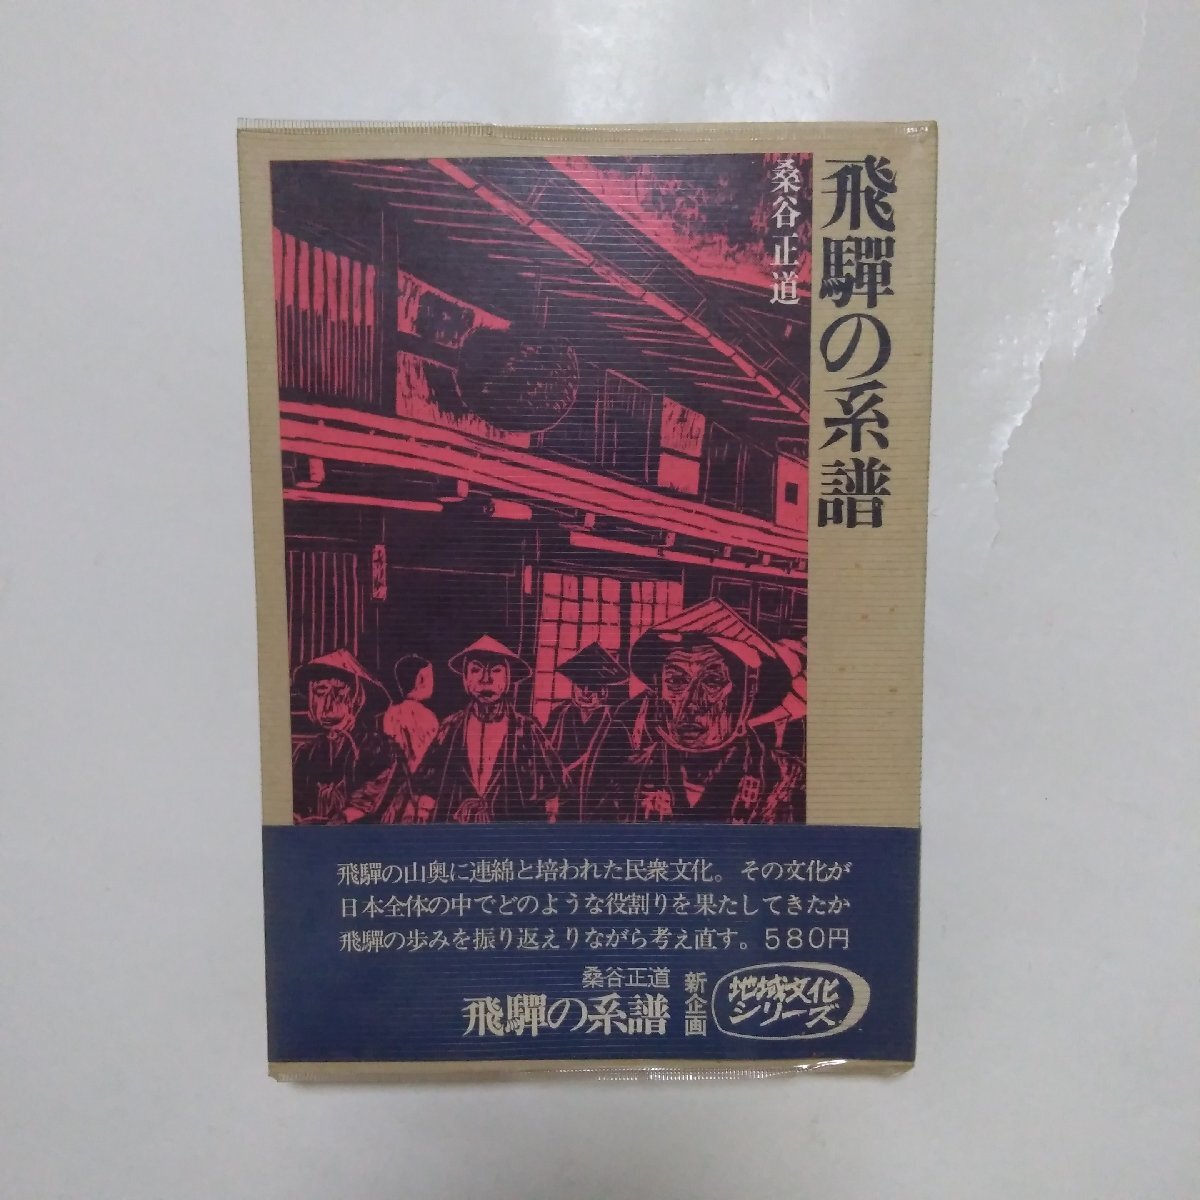 飛驒の系譜
桑谷正道
飛驒の山奥に連綿と培われた民衆文化。その文化が
日本全体の中でどのような役割りを果たしてきたか
飛驒の歩みを振り返えりながら考え直す。580円
桑谷正道
飛驒の系譜
新企画
地域文化
シリーズ